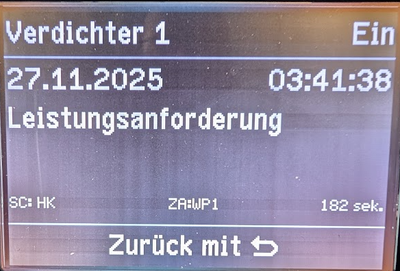 Verdichter 1 Ein
27.11.2025 03:41:38
Leistungsanforderung
SC: HK ZA:WP1 182 sek.
Zurück mit ⮌